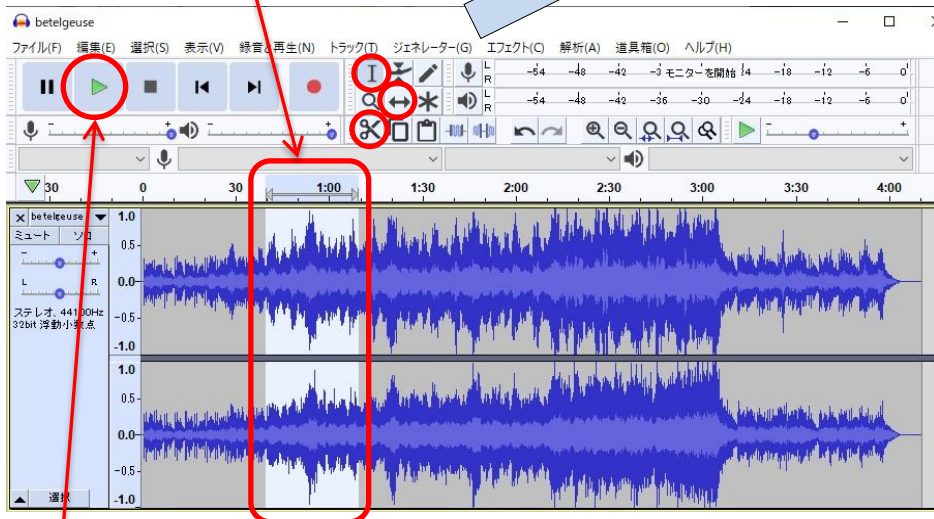 betelgeuse
ファイル(F) 編集(E) 選択(S) 表示(V) 録音と再生(N) トラック(T) ジェネレーター(G) エフェクト(C) 解析(A) 道具箱(O) ヘルプ(H)
L R -54 -48 -42 -3 モニターを開始 24 -18 -12 -6 0
L R -54 -48 -42 -36 -30 -24 -18 -12 -6 0
- + - + - +
30 0 30 1:00 1:30 2:00 2:30 3:00 3:30 4:00
× betelgeuse
ミュート ソロ
- +
L R
ステレオ, 44100Hz
32bit 浮動小数点
選択
1.0
0.5
0.0
-0.5
-1.0
1.0
0.5
0.0
-0.5
-1.0